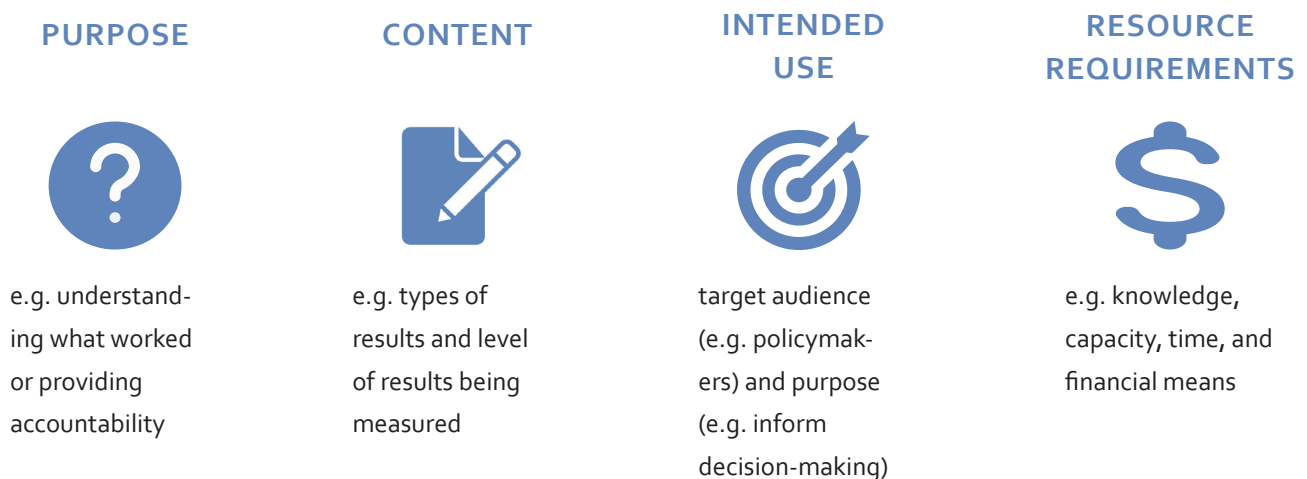 PURPOSE
e.g. understand-
ing what worked
or providing
accountability
CONTENT
e.g. types of
results and level
of results being
measured
INTENDED
USE
target audience
(e.g. policymak-
ers) and purpose
(e.g. inform
decision-making)
RESOURCE
REQUIREMENTS
e.g. knowledge,
capacity, time, and
financial means